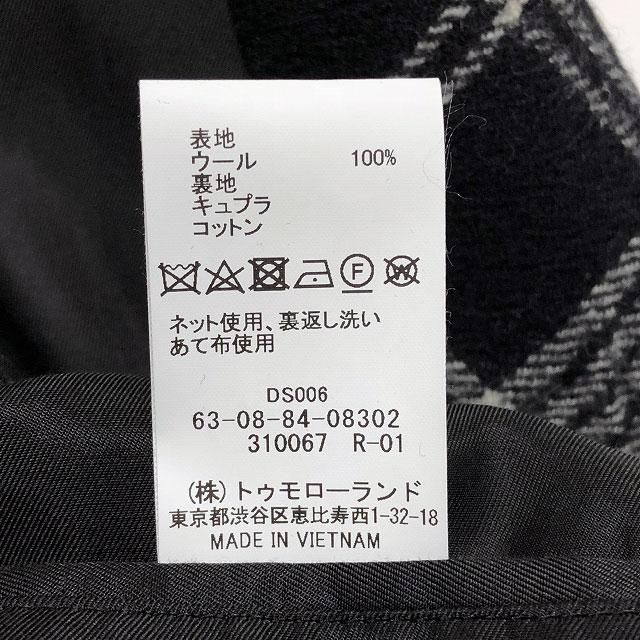 表地
ウール 100%
裏地
キュプラ
コットン
F W
ネット使用、裏返し洗い
あて布使用
DS006
63-08-84-08302
310067 R-01
(株)トゥモローランド
東京都渋谷区恵比寿西1-32-18
MADE IN VIETNAM